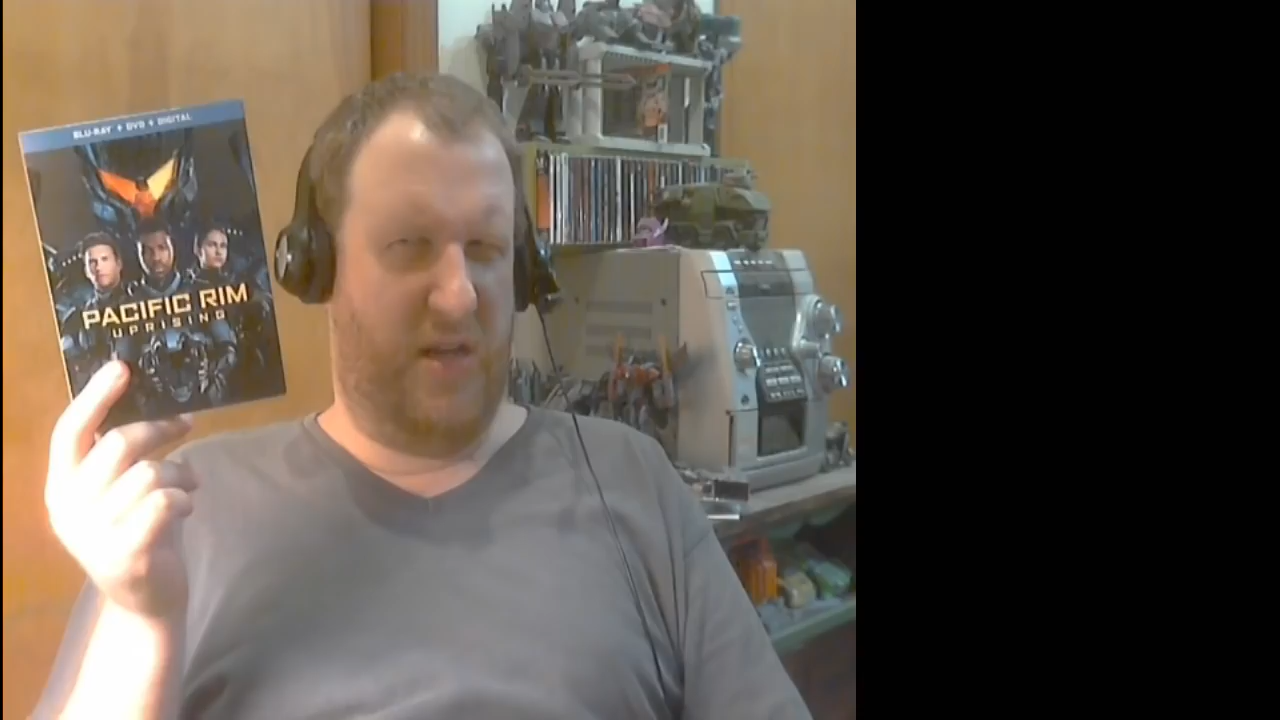 BLU-RAY + DVD + DIGITAL
PACIFIC RIM
UPRISING